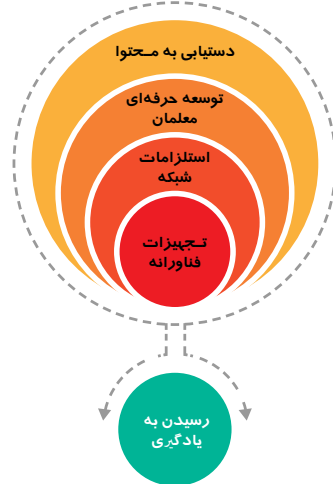 دستیابی به محتوا
توسعه حرفه‌ای
معلمان
استلزامات
شبکه
تجهیزات
فناورانه
رسیدن به
یادگیری